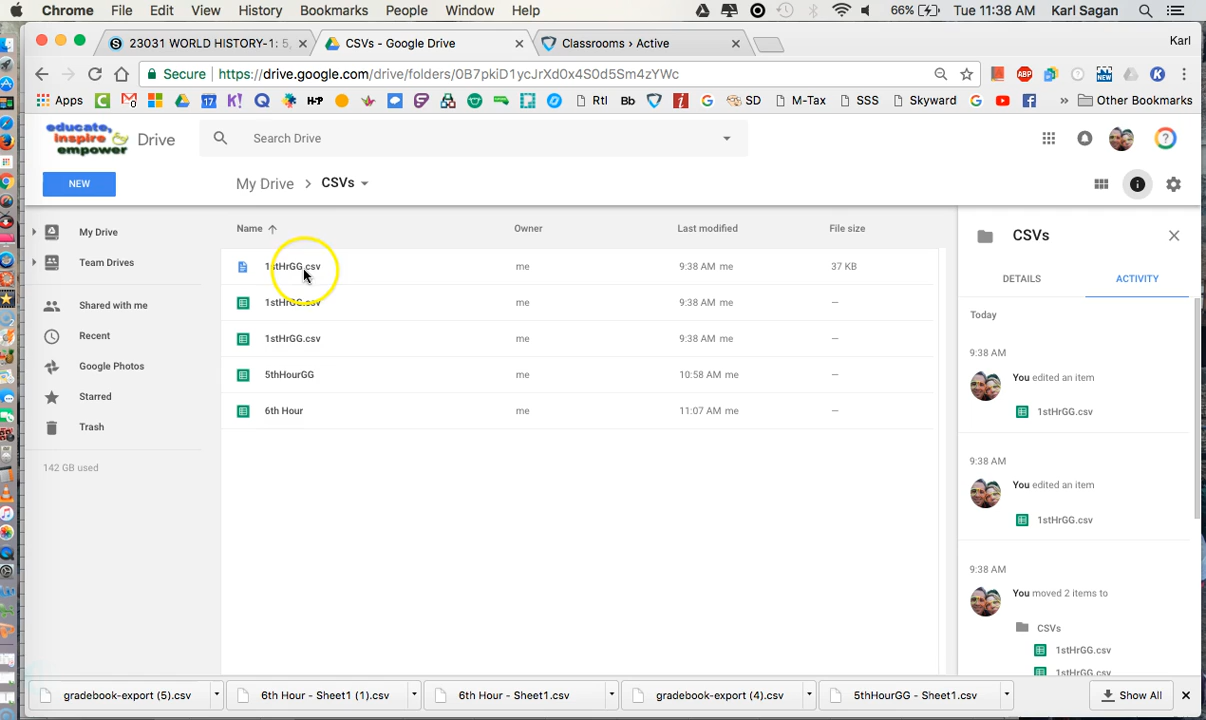 Chrome File Edit View History Bookmarks People Window Help 66% Tue 11:38 AM Karl Sagan
23031 WORLD HISTORY-1: 5, CSVs - Google Drive Classrooms › Active Karl
Secure https://drive.google.com/drive/folders/0B7pkiD1ycJrXd0x4S0d5Sm4zYWc
Apps Rtl Bb SD M-Tax SSS Skyward » Other Bookmarks
educate, inspire empower Drive Search Drive
NEW My Drive > CSVs
Name Owner Last modified File size CSVs
My Drive 1stHrGG.csv me 9:38 AM me 37 KB
Team Drives 1stHrGG.csv me 9:38 AM me — DETAILS ACTIVITY
Shared with me 1stHrGG.csv me 9:38 AM me — Today
Recent 5thHourGG me 10:58 AM me — 9:38 AM
Google Photos 6th Hour me 11:07 AM me — You edited an item
Starred 1stHrGG.csv
Trash 9:38 AM
142 GB used You edited an item
1stHrGG.csv
9:38 AM
You moved 2 items to
CSVs
1stHrGG.csv
1stHrGG.csv
gradebook-export (5).csv 6th Hour - Sheet1 (1).csv 6th Hour - Sheet1.csv gradebook-export (4).csv 5thHourGG - Sheet1.csv Show All